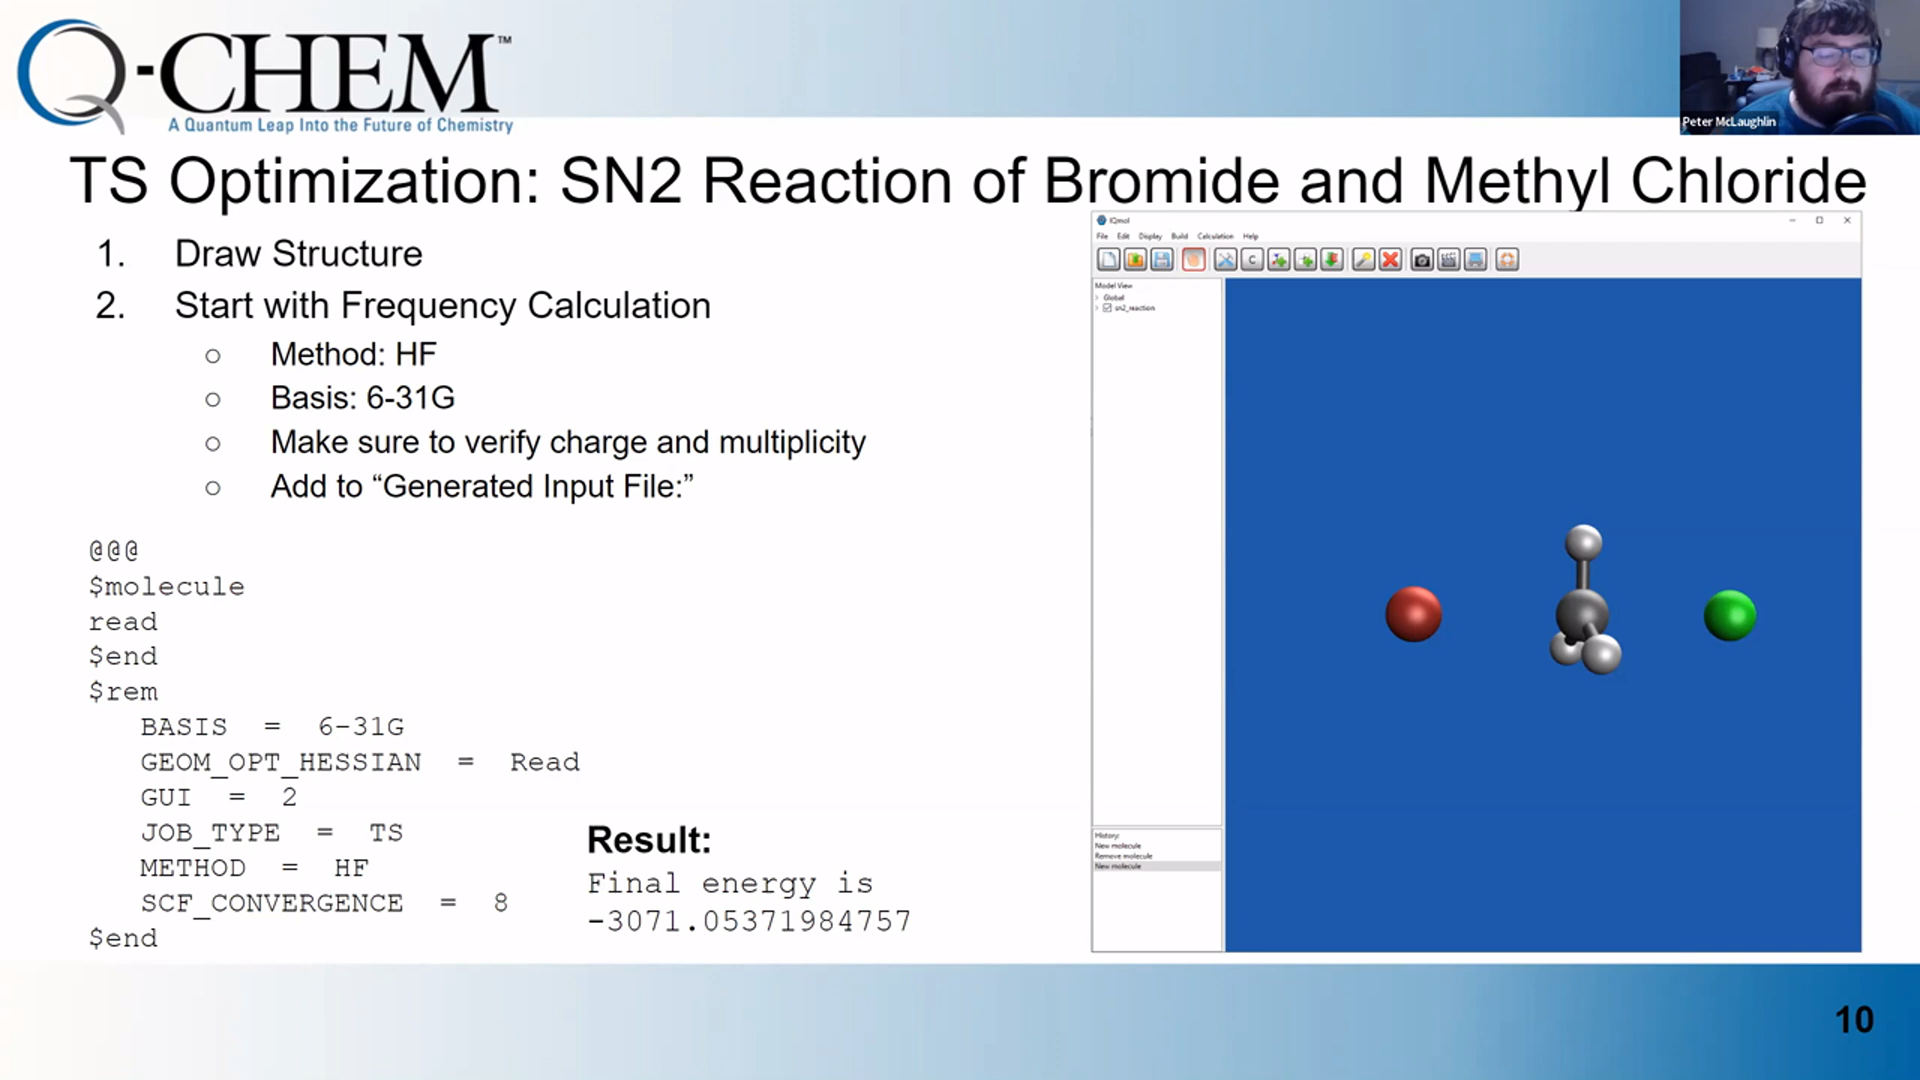 Q-CHEM™
A Quantum Leap Into the Future of Chemistry
Peter McLaughlin
TS Optimization: SN2 Reaction of Bromide and Methyl Chloride
1. Draw Structure
2. Start with Frequency Calculation
○ Method: HF
○ Basis: 6-31G
○ Make sure to verify charge and multiplicity
○ Add to “Generated Input File:”
@@@
$molecule
read
$end
$rem
BASIS = 6-31G
GEOM_OPT_HESSIAN = Read
GUI = 2
JOB_TYPE = TS
METHOD = HF
SCF_CONVERGENCE = 8
$end
Result:
Final energy is
-3071.05371984757
IQmol
File Edit Display Build Calculation Help
C
Model View
Global
sn2_reaction
History:
New molecule
Remove molecule
New molecule
10